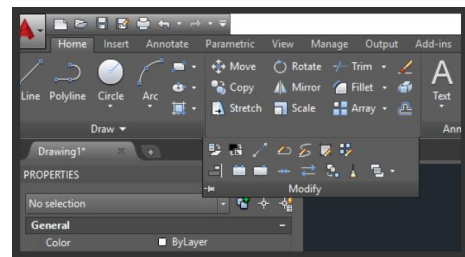 Home Insert Annotate Parametric View Manage Output Add-ins
Move Rotate Trim
Copy Mirror Fillet
Stretch Scale Array
Line Polyline Circle Arc Text
Draw Ann
Modify
Drawing1*
PROPERTIES
No selection
General
Color ByLayer